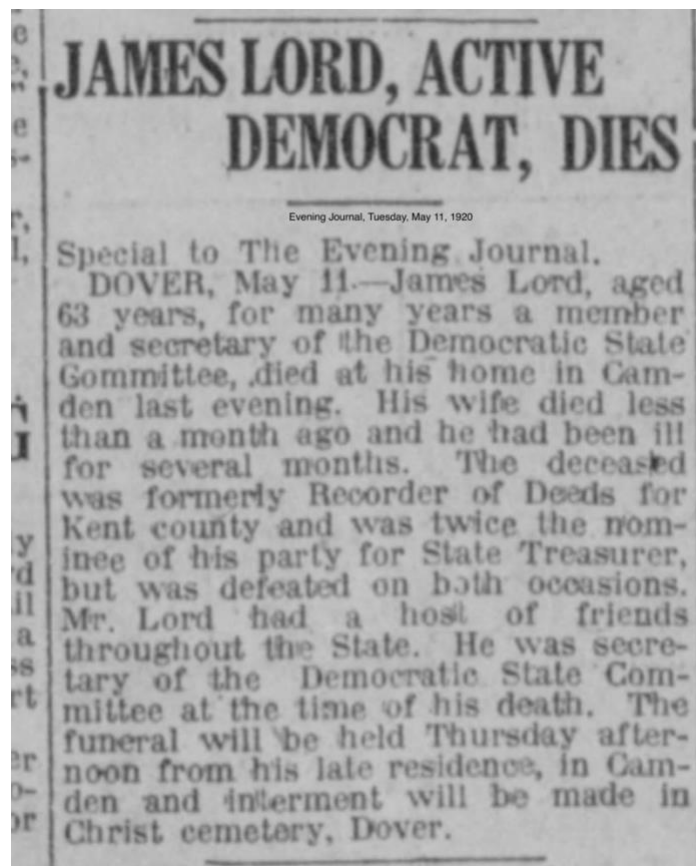 JAMES LORD, ACTIVE
DEMOCRAT, DIES
Evening Journal, Tuesday, May 11, 1920
Special to The Evening Journal.
DOVER, May 11.—James Lord, aged
63 years, for many years a member
and secretary of the Democratic State
Gommittee, died at his home in Cam-
den last evening. His wife died less
than a month ago and he had been ill
for several months. The deceased
was formerly Recorder of Deeds for
Kent county and was twice the nom-
inee of his party for State Treasurer,
but was defeated on both occasions.
Mr. Lord had a host of friends
throughout the State. He was secre-
tary of the Democratic State Com-
mittee at the time of his death. The
funeral will be held Thursday after-
noon from his late residence, in Cam-
den and interment will be made in
Christ cemetery, Dover.